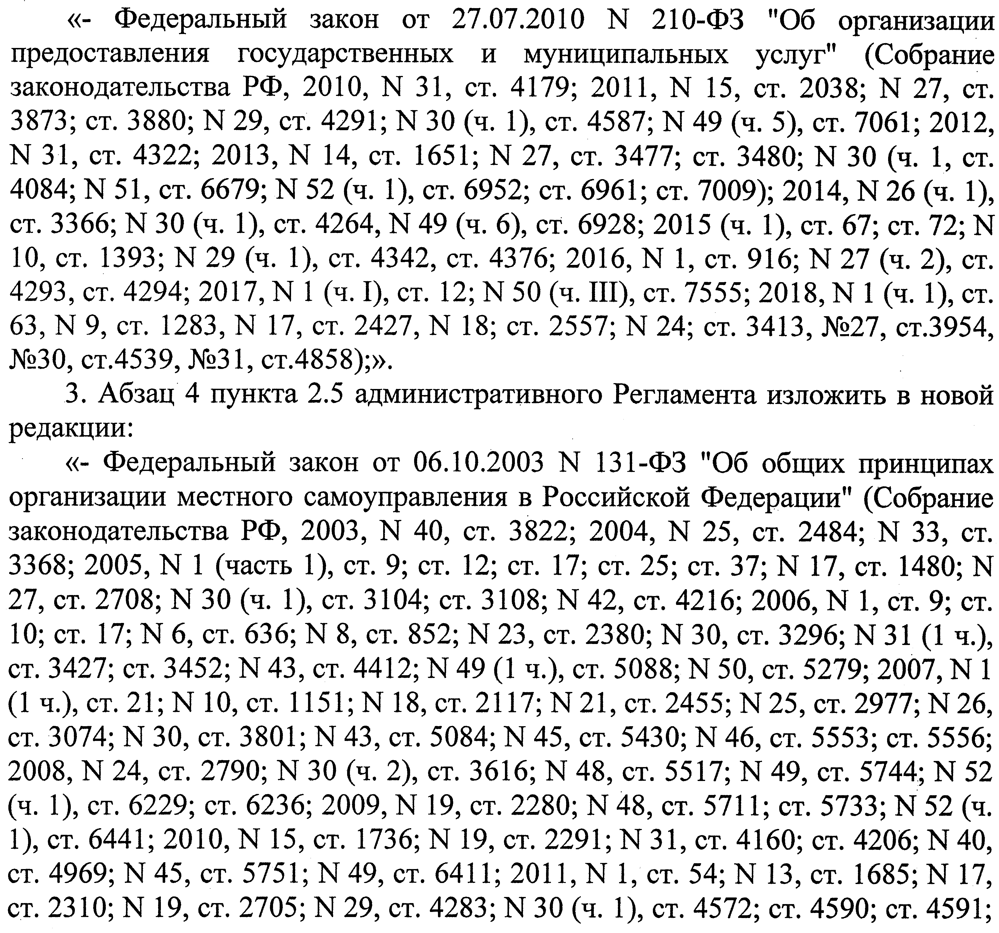 «- Федеральный закон от 27.07.2010 N 210-ФЗ "Об организации
предоставления государственных и муниципальных услуг" (Собрание
законодательства РФ, 2010, N 31, ст. 4179; 2011, N 15, ст. 2038; N 27, ст.
3873; ст. 3880; N 29, ст. 4291; N 30 (ч. 1), ст. 4587; N 49 (ч. 5), ст. 7061; 2012,
N 31, ст. 4322; 2013, N 14, ст. 1651; N 27, ст. 3477; ст. 3480; N 30 (ч. 1, ст.
4084; N 51, ст. 6679; N 52 (ч. 1), ст. 6952; ст. 6961; ст. 7009); 2014, N 26 (ч. 1),
ст. 3366; N 30 (ч. 1), ст. 4264, N 49 (ч. 6), ст. 6928; 2015 (ч. 1), ст. 67; ст. 72; N
10, ст. 1393; N 29 (ч. 1), ст. 4342, ст. 4376; 2016, N 1, ст. 916; N 27 (ч. 2), ст.
4293, ст. 4294; 2017, N 1 (ч. I), ст. 12; N 50 (ч. III), ст. 7555; 2018, N 1 (ч. 1), ст.
63, N 9, ст. 1283, N 17, ст. 2427, N 18; ст. 2557; N 24; ст. 3413, №27, ст.3954,
№30, ст.4539, №31, ст.4858);».
3. Абзац 4 пункта 2.5 административного Регламента изложить в новой
редакции:
«- Федеральный закон от 06.10.2003 N 131-ФЗ "Об общих принципах
организации местного самоуправления в Российской Федерации" (Собрание
законодательства РФ, 2003, N 40, ст. 3822; 2004, N 25, ст. 2484; N 33, ст.
3368; 2005, N 1 (часть 1), ст. 9; ст. 12; ст. 17; ст. 25; ст. 37; N 17, ст. 1480; N
27, ст. 2708; N 30 (ч. 1), ст. 3104; ст. 3108; N 42, ст. 4216; 2006, N 1, ст. 9; ст.
10; ст. 17; N 6, ст. 636; N 8, ст. 852; N 23, ст. 2380; N 30, ст. 3296; N 31 (1 ч.),
ст. 3427; ст. 3452; N 43, ст. 4412; N 49 (1 ч.), ст. 5088; N 50, ст. 5279; 2007, N 1
(1 ч.), ст. 21; N 10, ст. 1151; N 18, ст. 2117; N 21, ст. 2455; N 25, ст. 2977; N 26,
ст. 3074; N 30, ст. 3801; N 43, ст. 5084; N 45, ст. 5430; N 46, ст. 5553; ст. 5556;
2008, N 24, ст. 2790; N 30 (ч. 2), ст. 3616; N 48, ст. 5517; N 49, ст. 5744; N 52
(ч. 1), ст. 6229; ст. 6236; 2009, N 19, ст. 2280; N 48, ст. 5711; ст. 5733; N 52 (ч.
1), ст. 6441; 2010, N 15, ст. 1736; N 19, ст. 2291; N 31, ст. 4160; ст. 4206; N 40,
ст. 4969; N 45, ст. 5751; N 49, ст. 6411; 2011, N 1, ст. 54; N 13, ст. 1685; N 17,
ст. 2310; N 19, ст. 2705; N 29, ст. 4283; N 30 (ч. 1), ст. 4572; ст. 4590; ст. 4591;